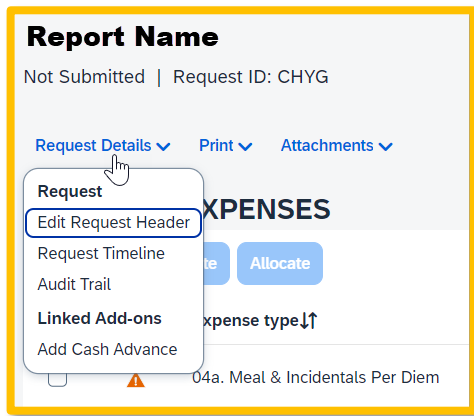 Report Name
Not Submitted | Request ID: CHYG
Request Details Print Attachments
Request
Edit Request Header
XPENSES
Request Timeline
te Allocate
Audit Trail
Linked Add-ons
xpense type
Add Cash Advance
04a. Meal & Incidentals Per Diem